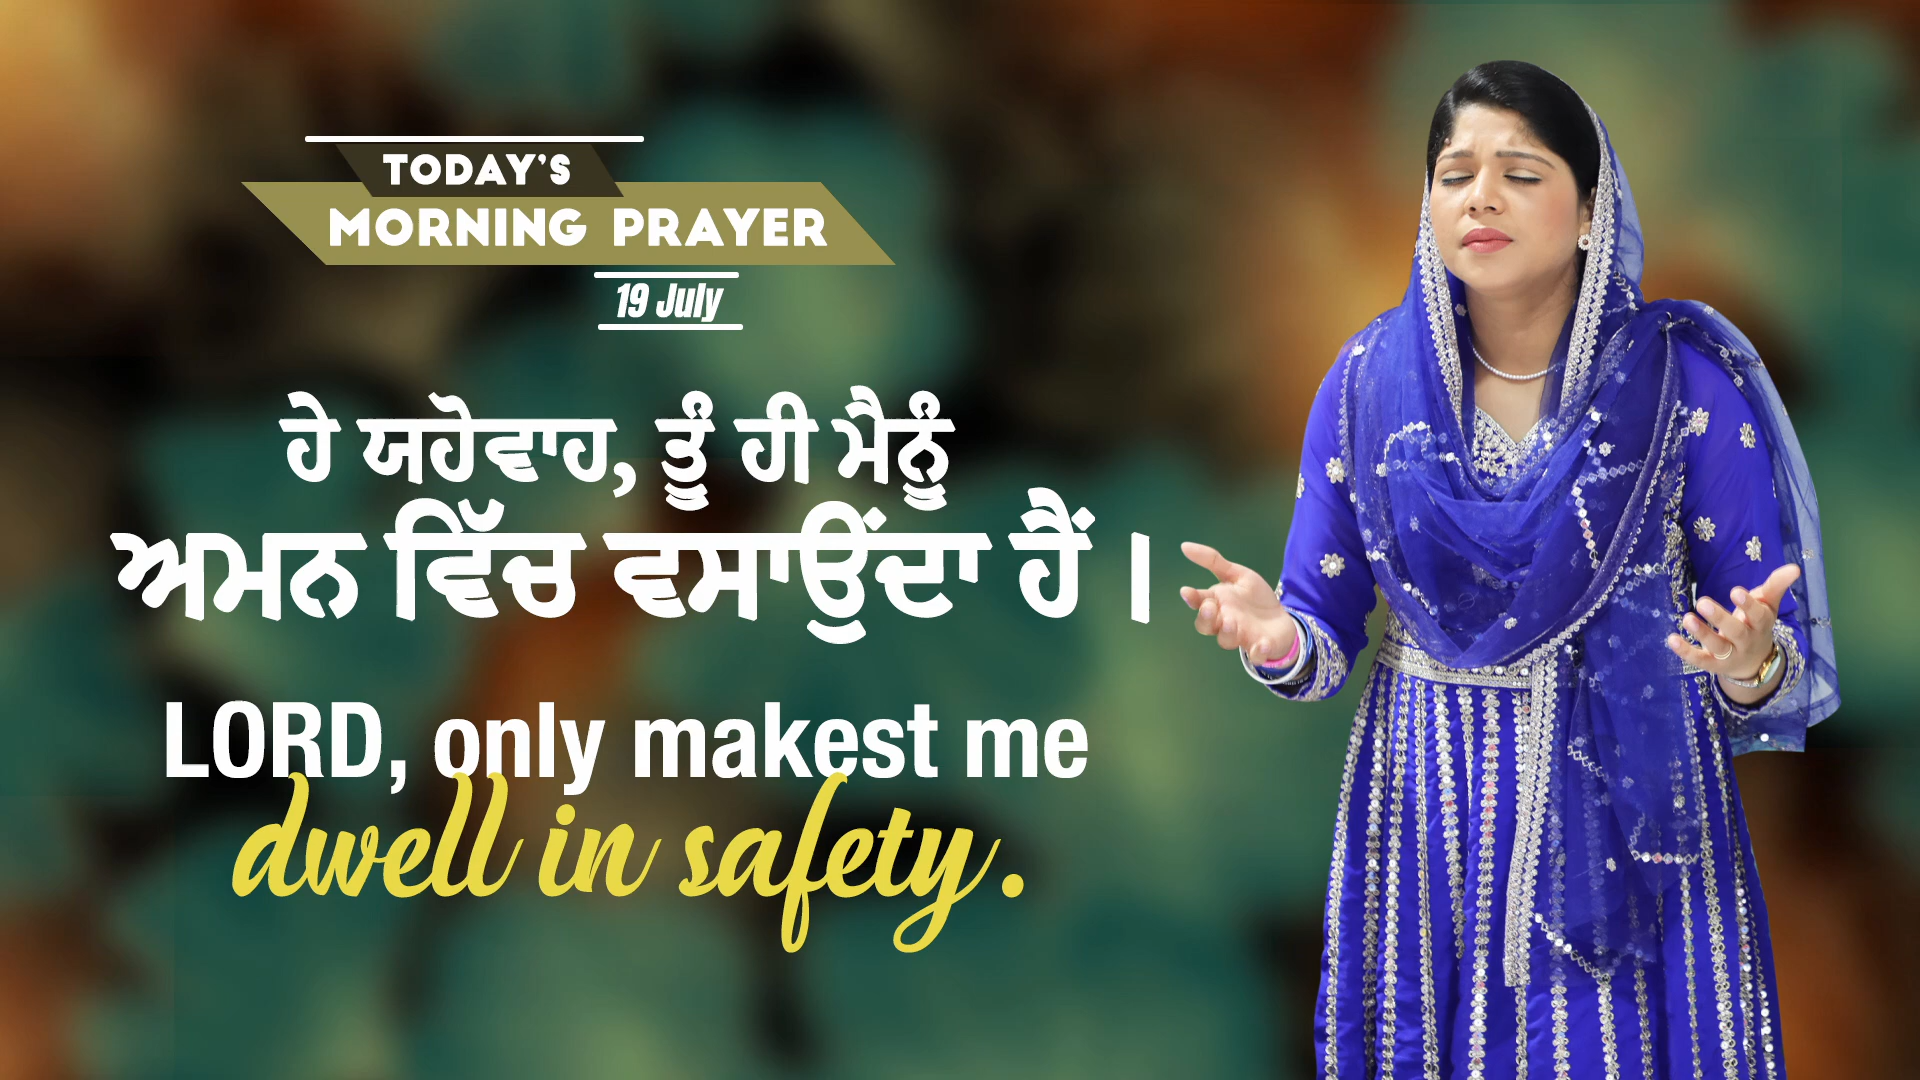 TODAY'S
MORNING PRAYER
19 July
ਹੇ ਯਹੋਵਾਹ, ਤੂੰ ਹੀ ਮੈਨੂੰ
ਅਮਨ ਵਿੱਚ ਵਸਾਉਂਦਾ ਹੈਂ।
LORD, only makest me
dwell in safety.